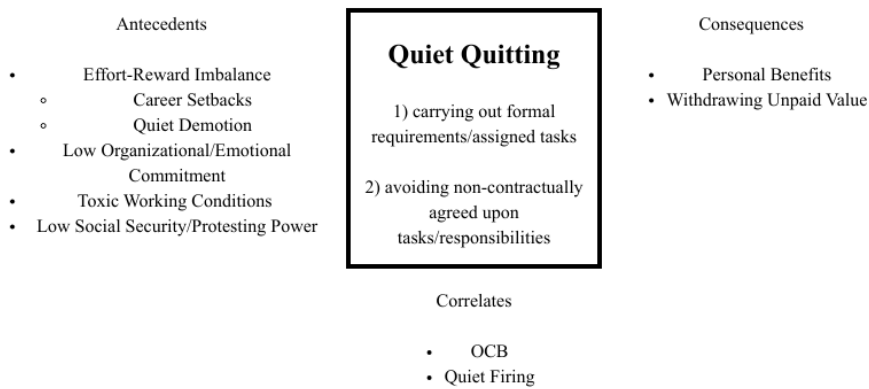 Antecedents
• Effort-Reward Imbalance
◦ Career Setbacks
◦ Quiet Demotion
• Low Organizational/Emotional
Commitment
• Toxic Working Conditions
• Low Social Security/Protesting Power
Quiet Quitting
1) carrying out formal
requirements/assigned tasks
2) avoiding non-contractually
agreed upon
tasks/responsibilities
Consequences
• Personal Benefits
• Withdrawing Unpaid Value
Correlates
• OCB
• Quiet Firing